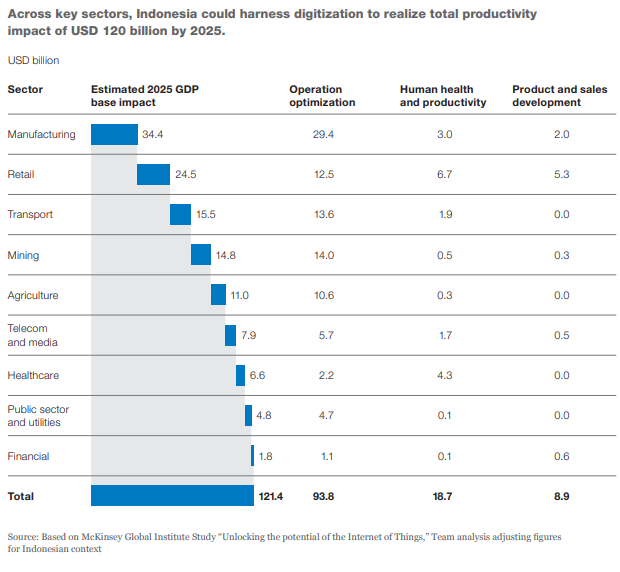 Across key sectors, Indonesia could harness digitization to realize total productivity
impact of USD 120 billion by 2025.
USD billion
Sector Estimated 2025 GDP base impact Operation optimization Human health and productivity Product and sales development
Manufacturing 34.4 29.4 3.0 2.0
Retail 24.5 12.5 6.7 5.3
Transport 15.5 13.6 1.9 0.0
Mining 14.8 14.0 0.5 0.3
Agriculture 11.0 10.6 0.3 0.0
Telecom and media 7.9 5.7 1.7 0.5
Healthcare 6.6 2.2 4.3 0.0
Public sector and utilities 4.8 4.7 0.1 0.0
Financial 1.8 1.1 0.1 0.6
Total 121.4 93.8 18.7 8.9
Source: Based on McKinsey Global Institute Study “Unlocking the potential of the Internet of Things,” Team analysis adjusting figures
for Indonesian context